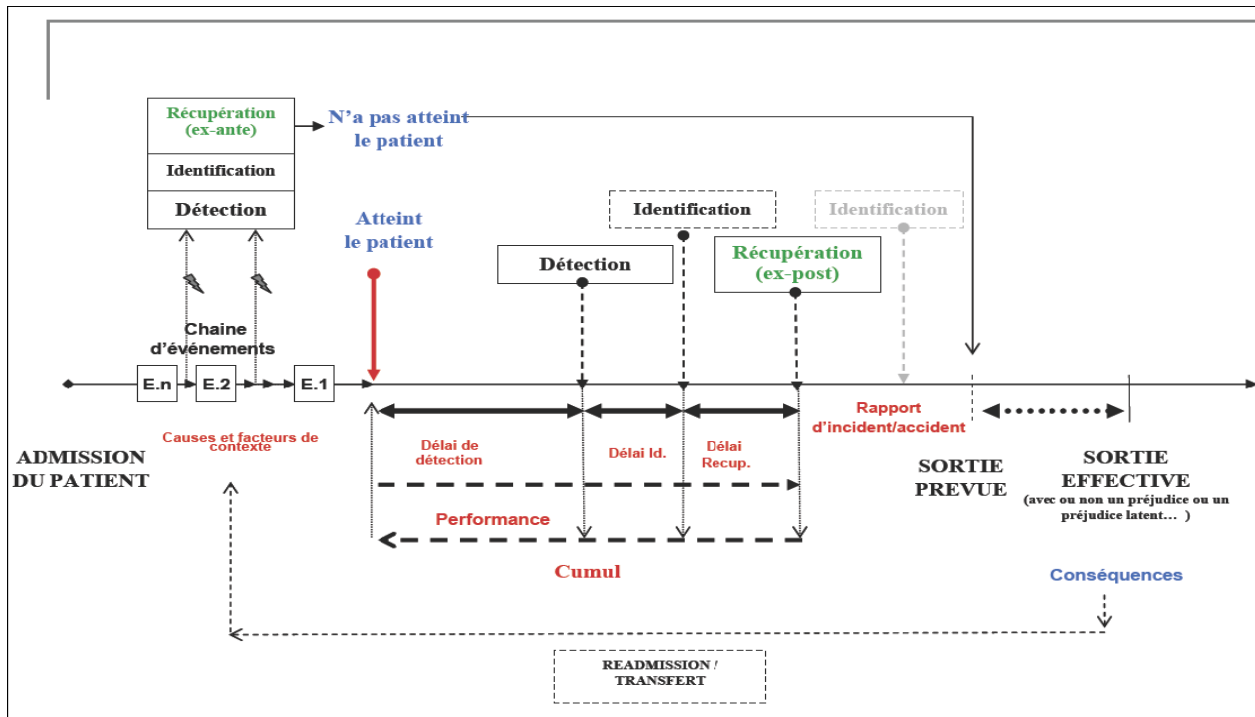 Récupération
(ex-ante)
Identification
Détection
N'a pas atteint
le patient
Atteint
le patient
Identification
Identification
Détection
Récupération
(ex-post)
Chaine
d'événements
E.n
E.2
E.1
Causes et facteurs de
contexte
ADMISSION
DU PATIENT
Délai de
détection
Délai Id.
Délai
Recup.
Rapport
d'incident/accident
SORTIE
PREVUE
SORTIE
EFFECTIVE
(avec ou non un préjudice ou un
préjudice latent… )
Performance
Cumul
Conséquences
READMISSION /
TRANSFERT